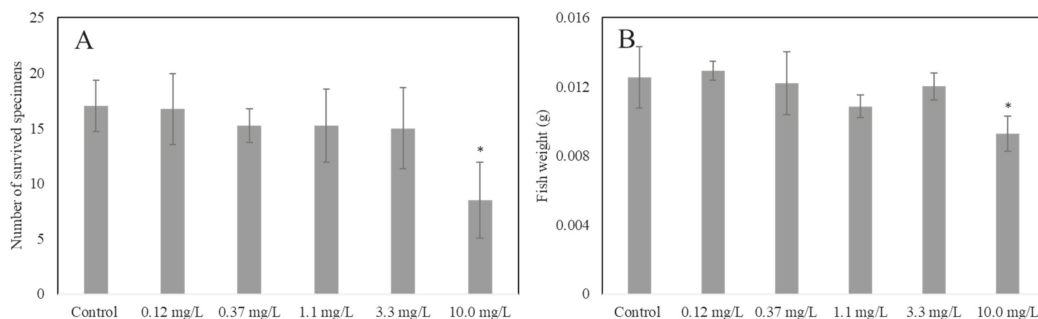 A
Number of survived specimens
25
20
15
10
5
0
*
Control 0.12 mg/L 0.37 mg/L 1.1 mg/L 3.3 mg/L 10.0 mg/L
B
Fish weight (g)
0.016
0.012
0.008
0.004
0
*
Control 0.12 mg/L 0.37 mg/L 1.1 mg/L 3.3 mg/L 10.0 mg/L